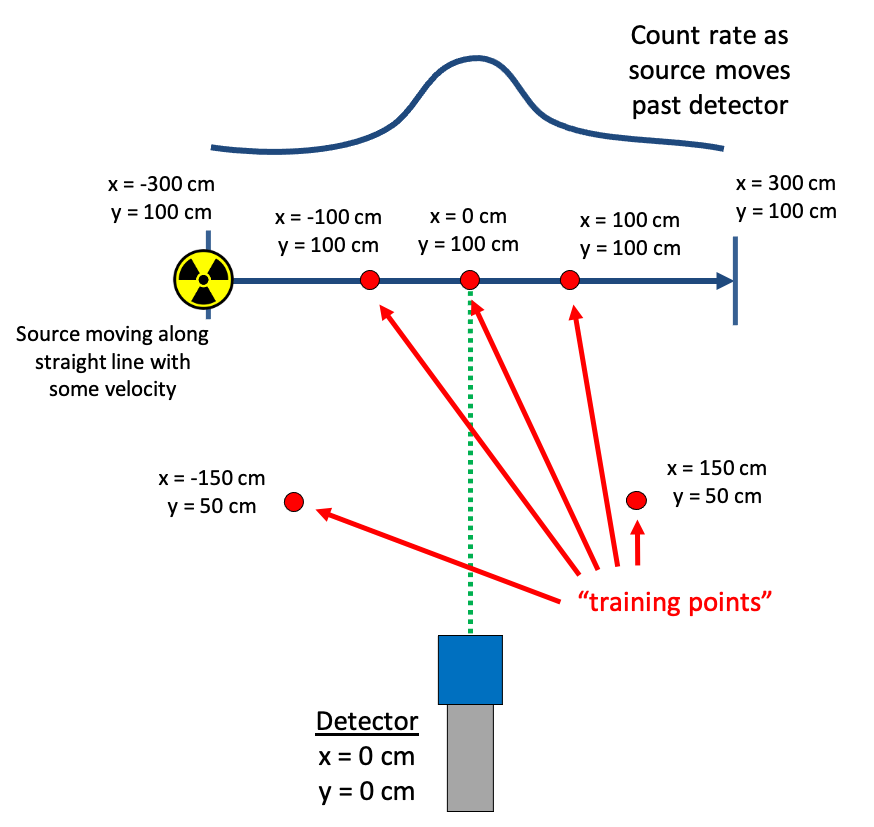 Count rate as
source moves
past detector
x = -300 cm
y = 100 cm
x = -100 cm
y = 100 cm
x = 0 cm
y = 100 cm
x = 100 cm
y = 100 cm
x = 300 cm
y = 100 cm
Source moving along
straight line with
some velocity
x = -150 cm
y = 50 cm
x = 150 cm
y = 50 cm
“training points”
Detector
x = 0 cm
y = 0 cm